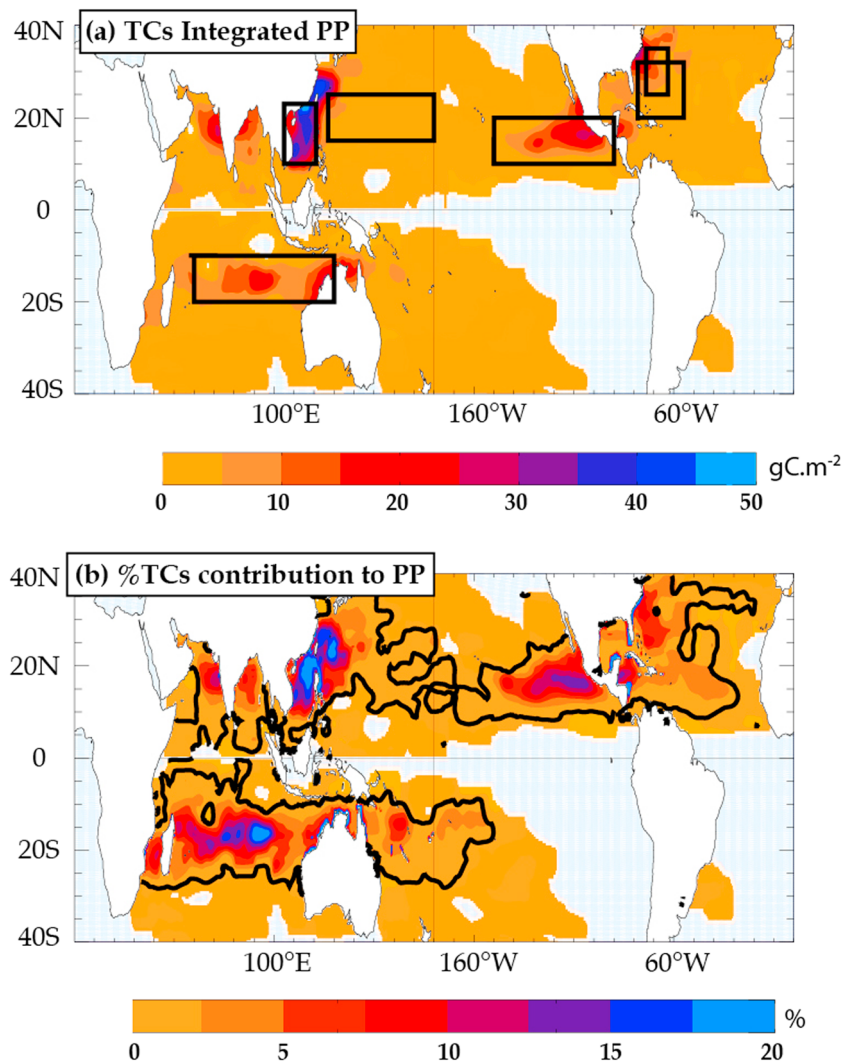 40N
(a) TCs Integrated PP
20N
0
20S
40S
100°E 160°W 60°W
0 10 20 30 40 50 gC.m-2
40N
(b) %TCs contribution to PP
20N
0
20S
40S
100°E 160°W 60°W
0 5 10 15 20 %